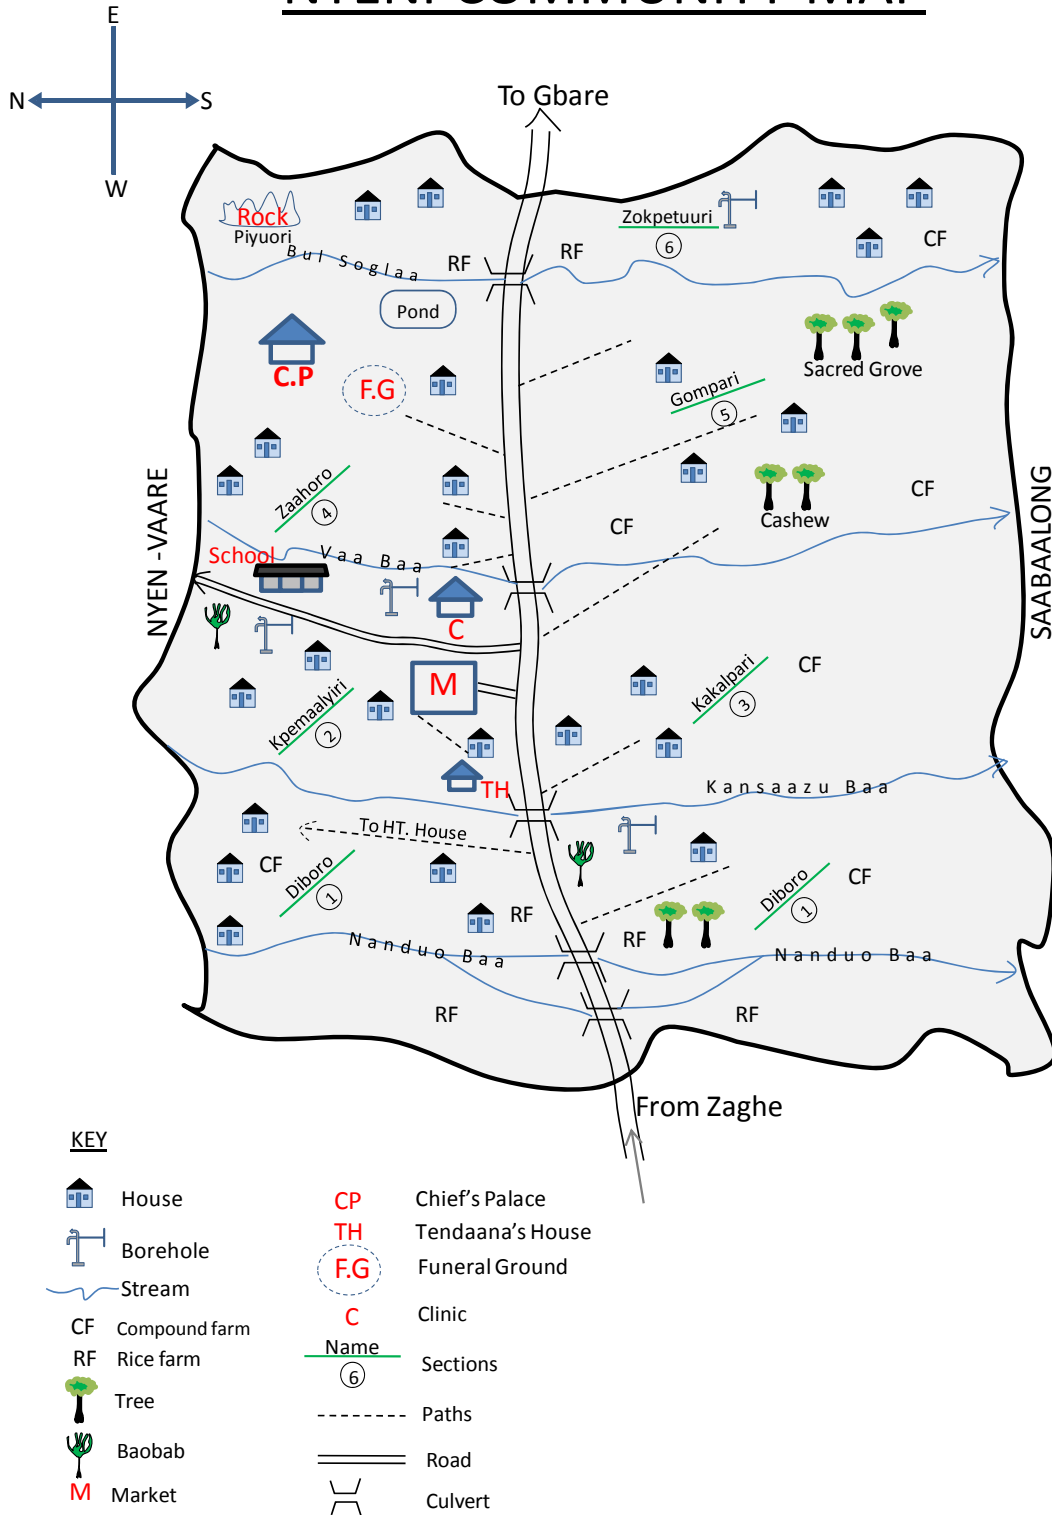 NYENI COMMUNITY MAP
E
N
S
W
To Gbare
Rock
Piyuori
Zokpetuuri
6
CF
Bul Soglaa
RF
RF
Pond
C.P
F.G
Sacred Grove
Gompari
5
Zaahoro
4
CF
Cashew
CF
NYEN -VAARE
SAABAALONG
School
Vaa Baa
C
M
Kakalpari
3
CF
Kpemaalyiri
2
TH
Kansaazu Baa
To HT. House
CF
Diboro
1
Diboro
1
CF
RF
RF
Nanduo Baa
Nanduo Baa
RF
RF
From Zaghe
KEY
House
Borehole
Stream
CF Compound farm
RF Rice farm
Tree
Baobab
M Market
CP Chief's Palace
TH Tendaana's House
F.G Funeral Ground
C Clinic
Name
6
Sections
Paths
Road
Culvert